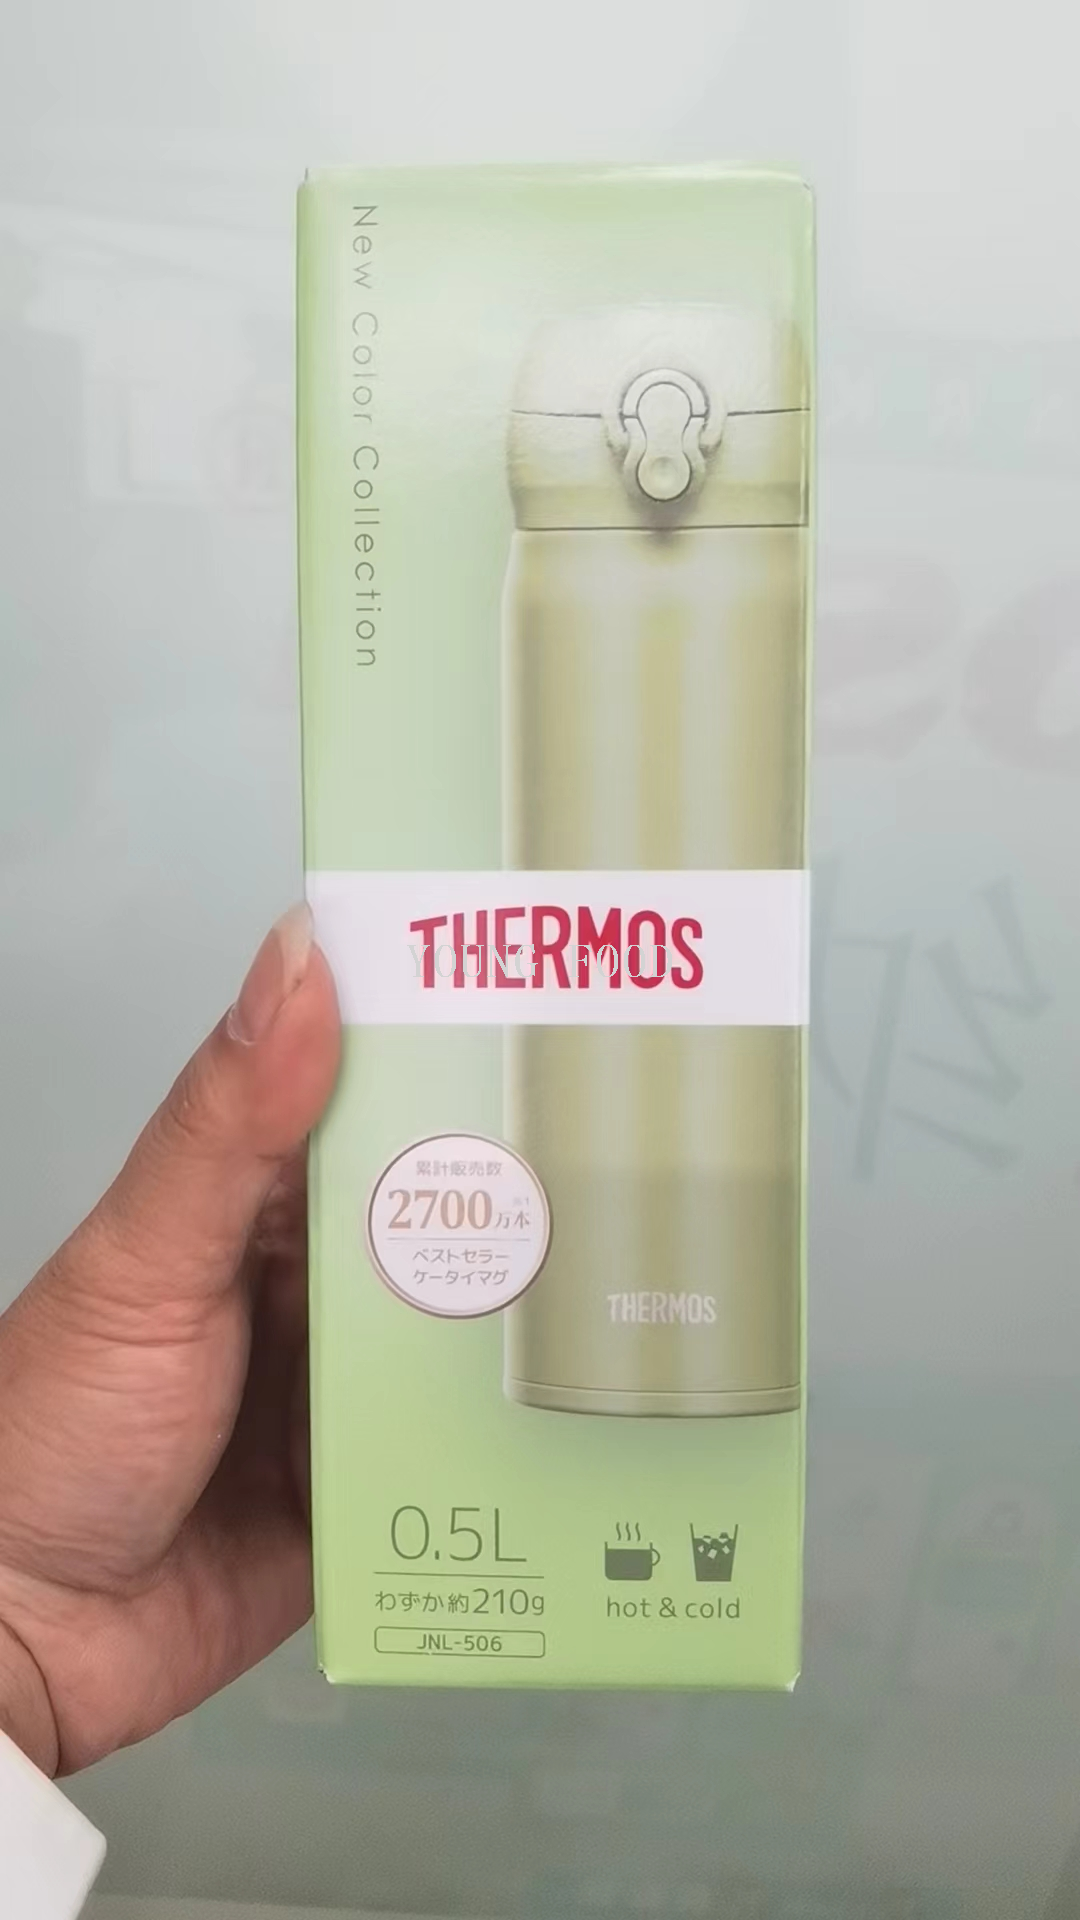 New Color Collection
THERMOS
YOUNG FOOD
累計販売数
2700万本
ベストセラー
ケータイマグ
THERMOS
0.5L
わずか約210g
JNL-506
hot & cold